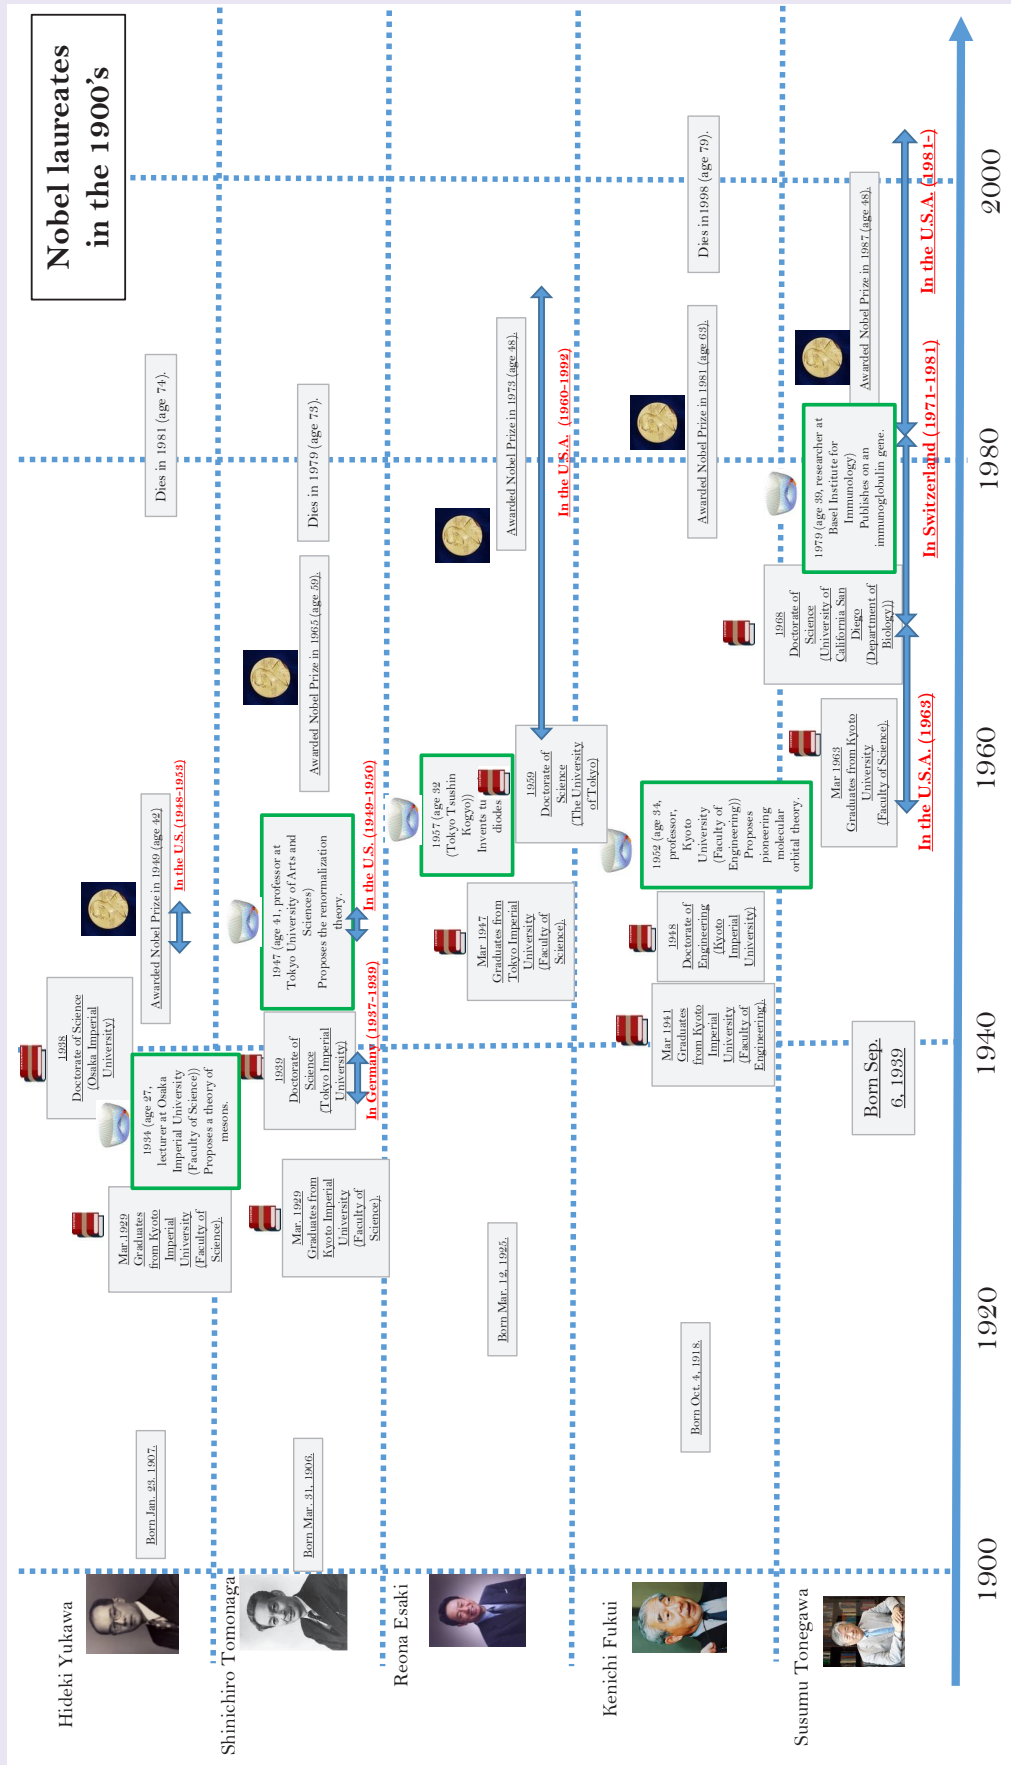 Nobel laureates
in the 1900's
Hideki Yukawa
Born Jan. 23, 1907.
Mar.1929
Graduates
from Kyoto
Imperial
University
(Faculty of
Science).
1934 (age 27,
lecturer at Osaka
Imperial University
(Faculty of Science))
Proposes a theory of
mesons.
1938
Doctorate of Science
(Osaka Imperial
University)
Awarded Nobel Prize in 1949 (age 42)
In the U.S. (1948-1953)
Dies in 1981 (age 74).
Shinichiro Tomonaga
Born Mar. 31, 1906.
Mar. 1929
Graduates from
Kyoto Imperial
University
(Faculty of
Science).
1939
Doctorate of
Science
(Tokyo Imperial
University)
In Germany (1937-1939)
1947 (age 41, professor at
Tokyo University of Arts and
Sciences)
Proposes the renormalization
theory.
In the U.S. (1949-1950)
Awarded Nobel Prize in 1965 (age 59).
Dies in 1979 (age 73).
Reona Esaki
Born Mar. 12, 1925.
Mar 1947
Graduates from
Tokyo Imperial
University
(Faculty of
Science).
1957 (age 32
(Tokyo Tsushin
Kogyo))
Invents tu
diodes
1959
Doctorate of
Science
(The University
of Tokyo)
Awarded Nobel Prize in 1973 (age 48).
In the U.S.A. (1960-1992)
Kenichi Fukui
Born Oct. 4, 1918.
Mar 1941
Graduates
from Kyoto
Imperial
University
(Faculty of
Engineering).
1948
Doctorate of
Engineering
(Kyoto
Imperial
University)
1952 (age 34,
professor,
Kyoto
University
(Faculty of
Engineering))
Proposes
pioneering
molecular
orbital theory.
Awarded Nobel Prize in 1981 (age 63).
Dies in1998 (age 79).
Susumu Tonegawa
Born Sep.
6, 1939
Mar 1963
Graduates from Kyoto
University
(Faculty of Science).
In the U.S.A. (1963)
1968
Doctorate of
Science
(University of
California San
Diego
(Department of
Biology))
1979 (age 39, researcher at
Basel Institute for
Immunology)
Publishes on an
immunoglobulin gene.
In Switzerland (1971-1981)
Awarded Nobel Prize in 1987 (age 48).
In the U.S.A. (1981-)
1900
1920
1940
1960
1980
2000